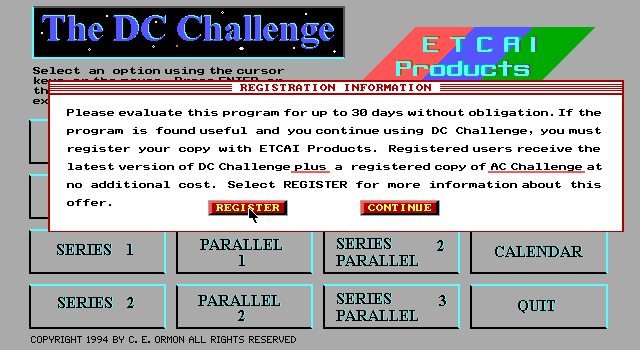 The DC Challenge
ETCAI
Products
Select an option using the cursor
REGISTRATION INFORMATION
Please evaluate this program for up to 30 days without obligation. If the
program is found useful and you continue using DC Challenge, you must
register your copy with ETCAI Products. Registered users receive the
latest version of DC Challenge plus a registered copy of AC Challenge at
no additional cost. Select REGISTER for more information about this
offer.
REGISTER CONTINUE
SERIES 1
PARALLEL
1
SERIES 2
PARALLEL
CALENDAR
SERIES 2
PARALLEL
2
SERIES 3
PARALLEL
QUIT
COPYRIGHT 1994 BY C. E. ORMON ALL RIGHTS RESERVED